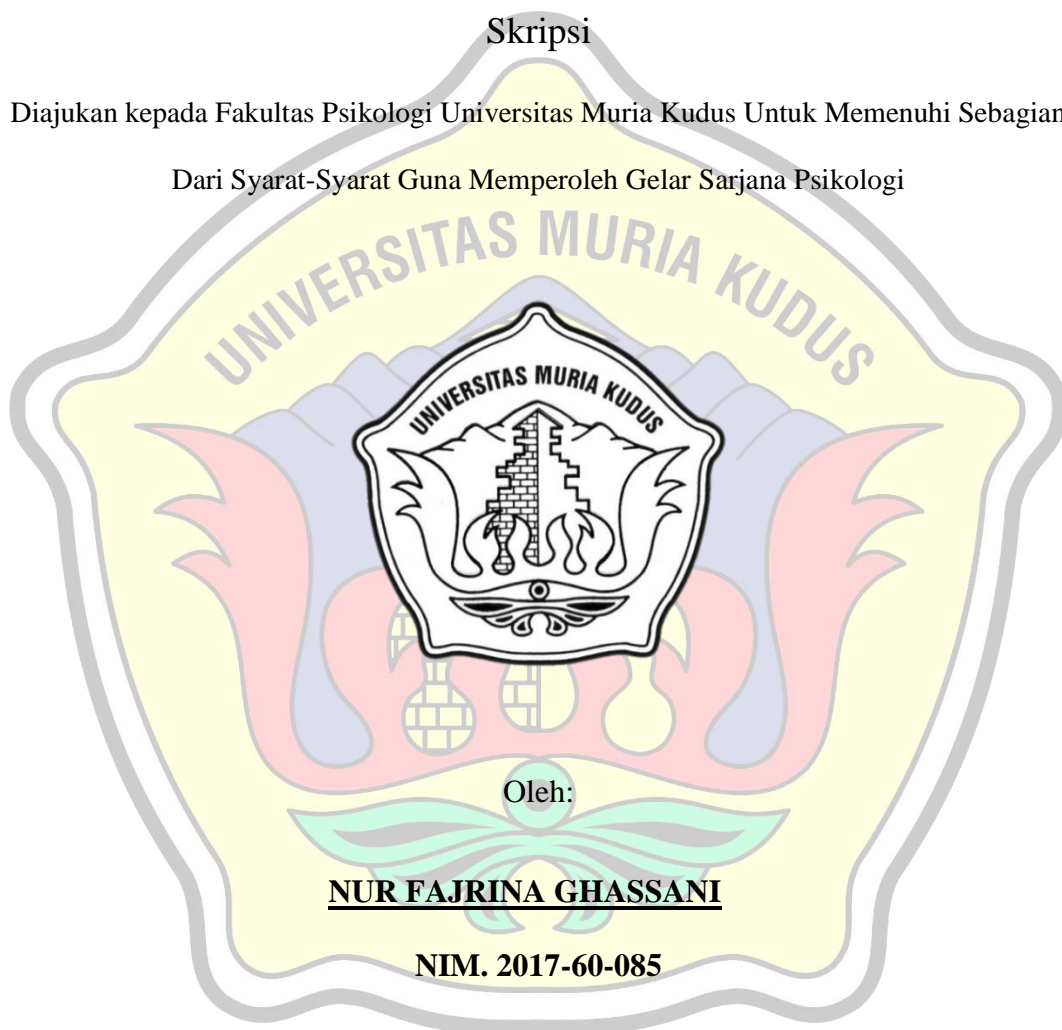 Skripsi
Diajukan kepada Fakultas Psikologi Universitas Muria Kudus Untuk Memenuhi Sebagian
Dari Syarat-Syarat Guna Memperoleh Gelar Sarjana Psikologi
UNIVERSITAS MURIA KUDUS
UNIVERSITAS MURIA KUDUS
Oleh:
NUR FAJRINA GHASSANI
NIM. 2017-60-085